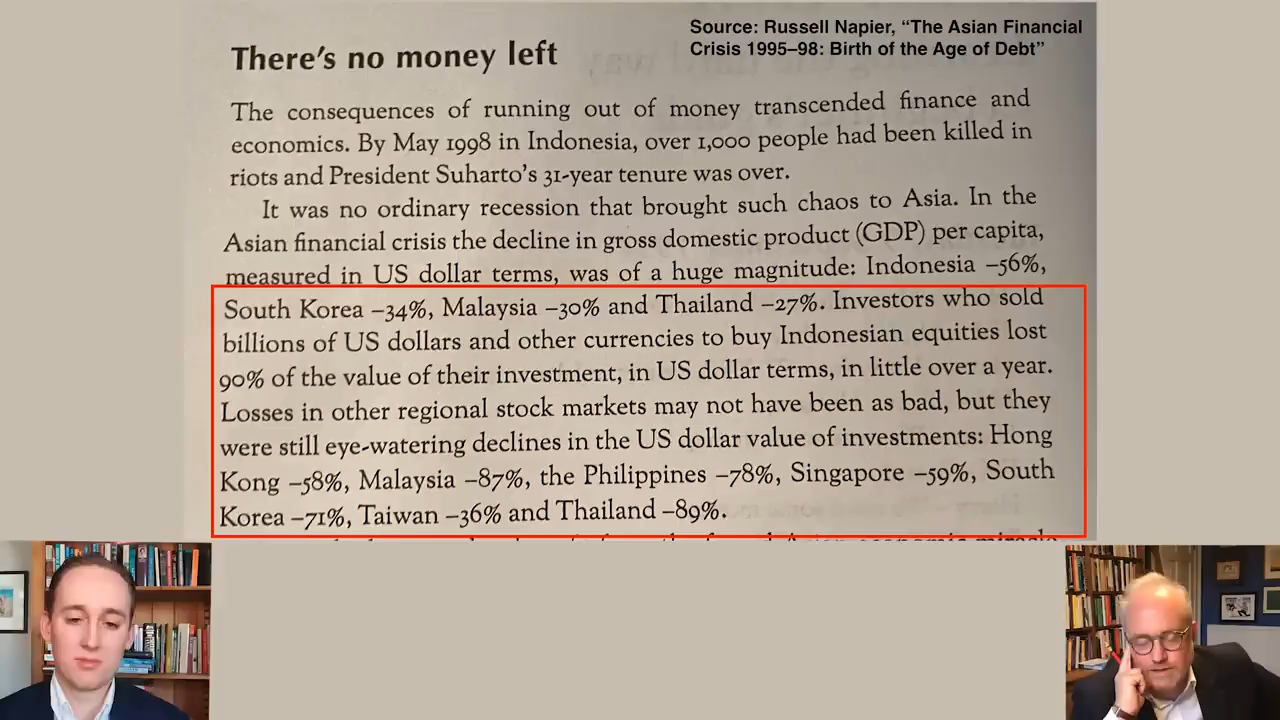 Source: Russell Napier, “The Asian Financial
Crisis 1995–98: Birth of the Age of Debt”
There’s no money left
The consequences of running out of money transcended finance and
economics. By May 1998 in Indonesia, over 1,000 people had been killed in
riots and President Suharto’s 31-year tenure was over.
It was no ordinary recession that brought such chaos to Asia. In the
Asian financial crisis the decline in gross domestic product (GDP) per capita,
measured in US dollar terms, was of a huge magnitude: Indonesia –56%,
South Korea –34%, Malaysia –30% and Thailand –27%. Investors who sold
billions of US dollars and other currencies to buy Indonesian equities lost
90% of the value of their investment, in US dollar terms, in little over a year.
Losses in other regional stock markets may not have been as bad, but they
were still eye-watering declines in the US dollar value of investments: Hong
Kong –58%, Malaysia –87%, the Philippines –78%, Singapore –59%, South
Korea –71%, Taiwan –36% and Thailand –89%.